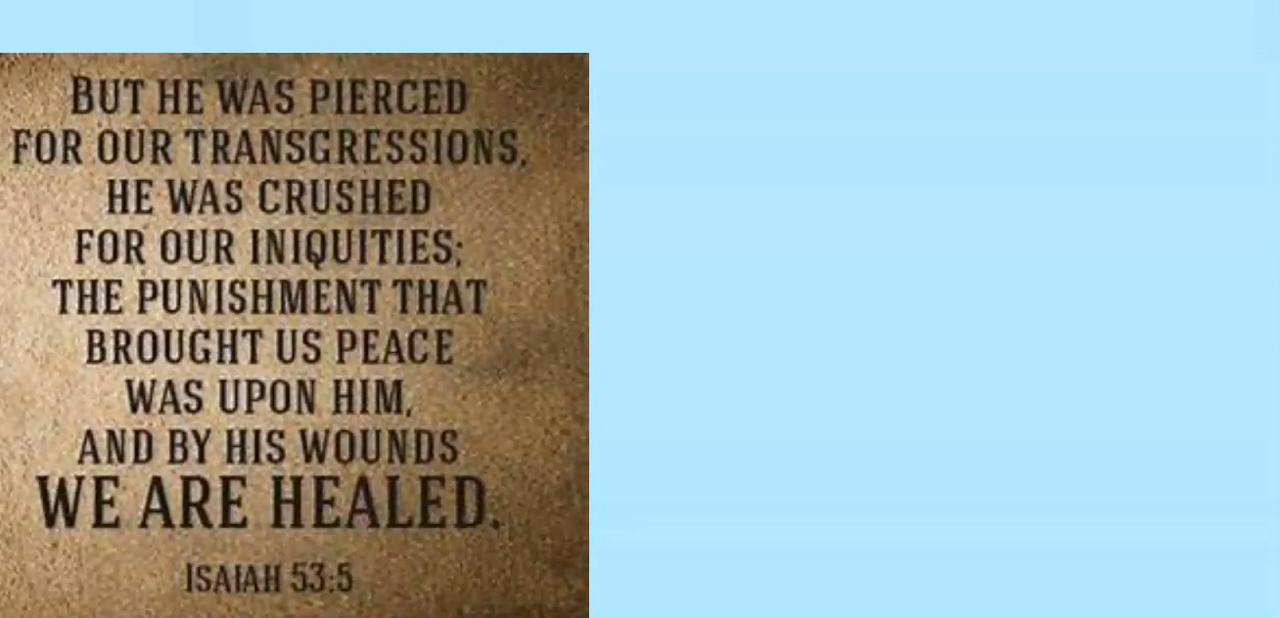 But he was pierced
for our transgressions,
he was crushed
for our iniquities;
the punishment that
brought us peace
was upon him,
and by his wounds
we are healed.
Isaiah 53:5